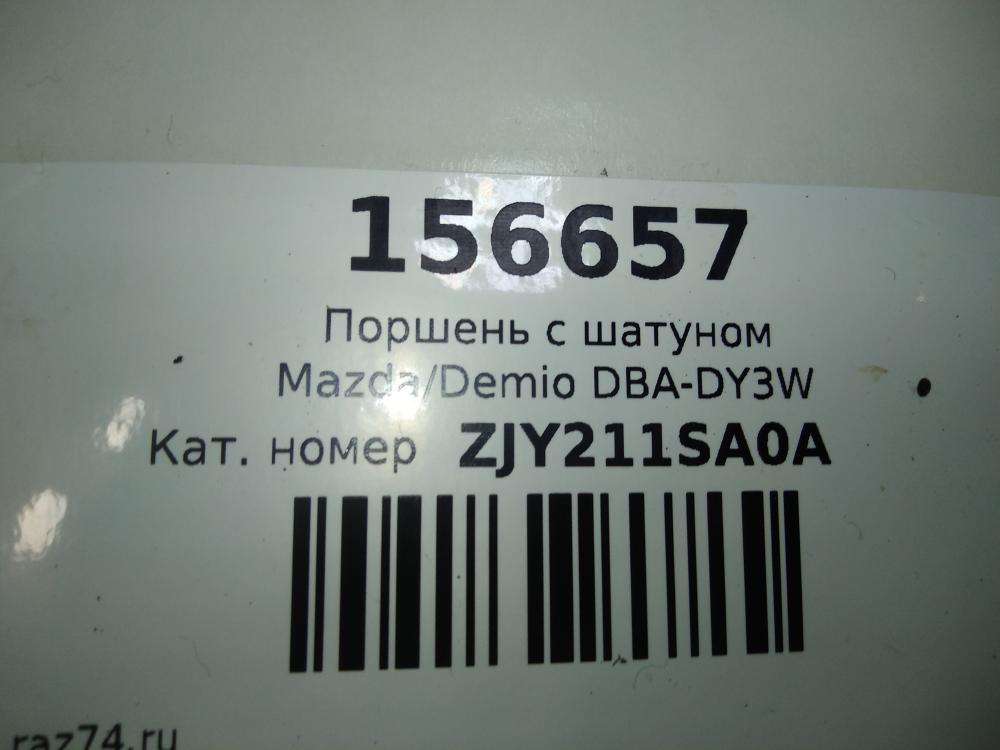 156657
Поршень с шатуном
Mazda/Demio DBA-DY3W
Кат. номер ZJY211SA0A
raz74.ru